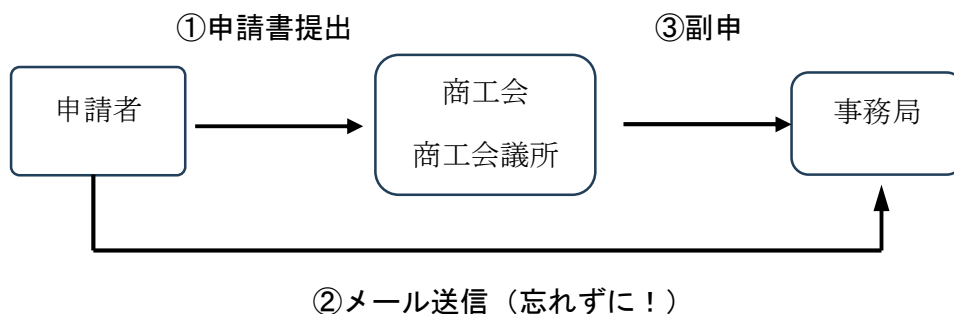 ①申請書提出
③副申
申請者
商工会
商工会議所
事務局
②メール送信（忘れずに！）